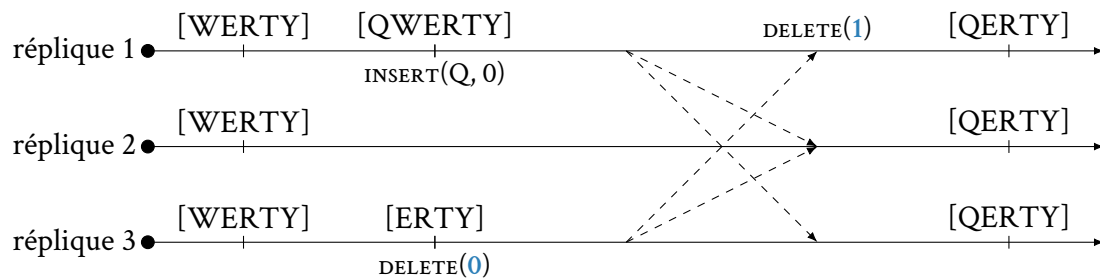 [WERTY] [QWERTY] DELETE(1) [QERTY]
réplique 1
INSERT(Q, 0)
[WERTY] [QERTY]
réplique 2
[WERTY] [ERTY] [QERTY]
réplique 3
DELETE(0)